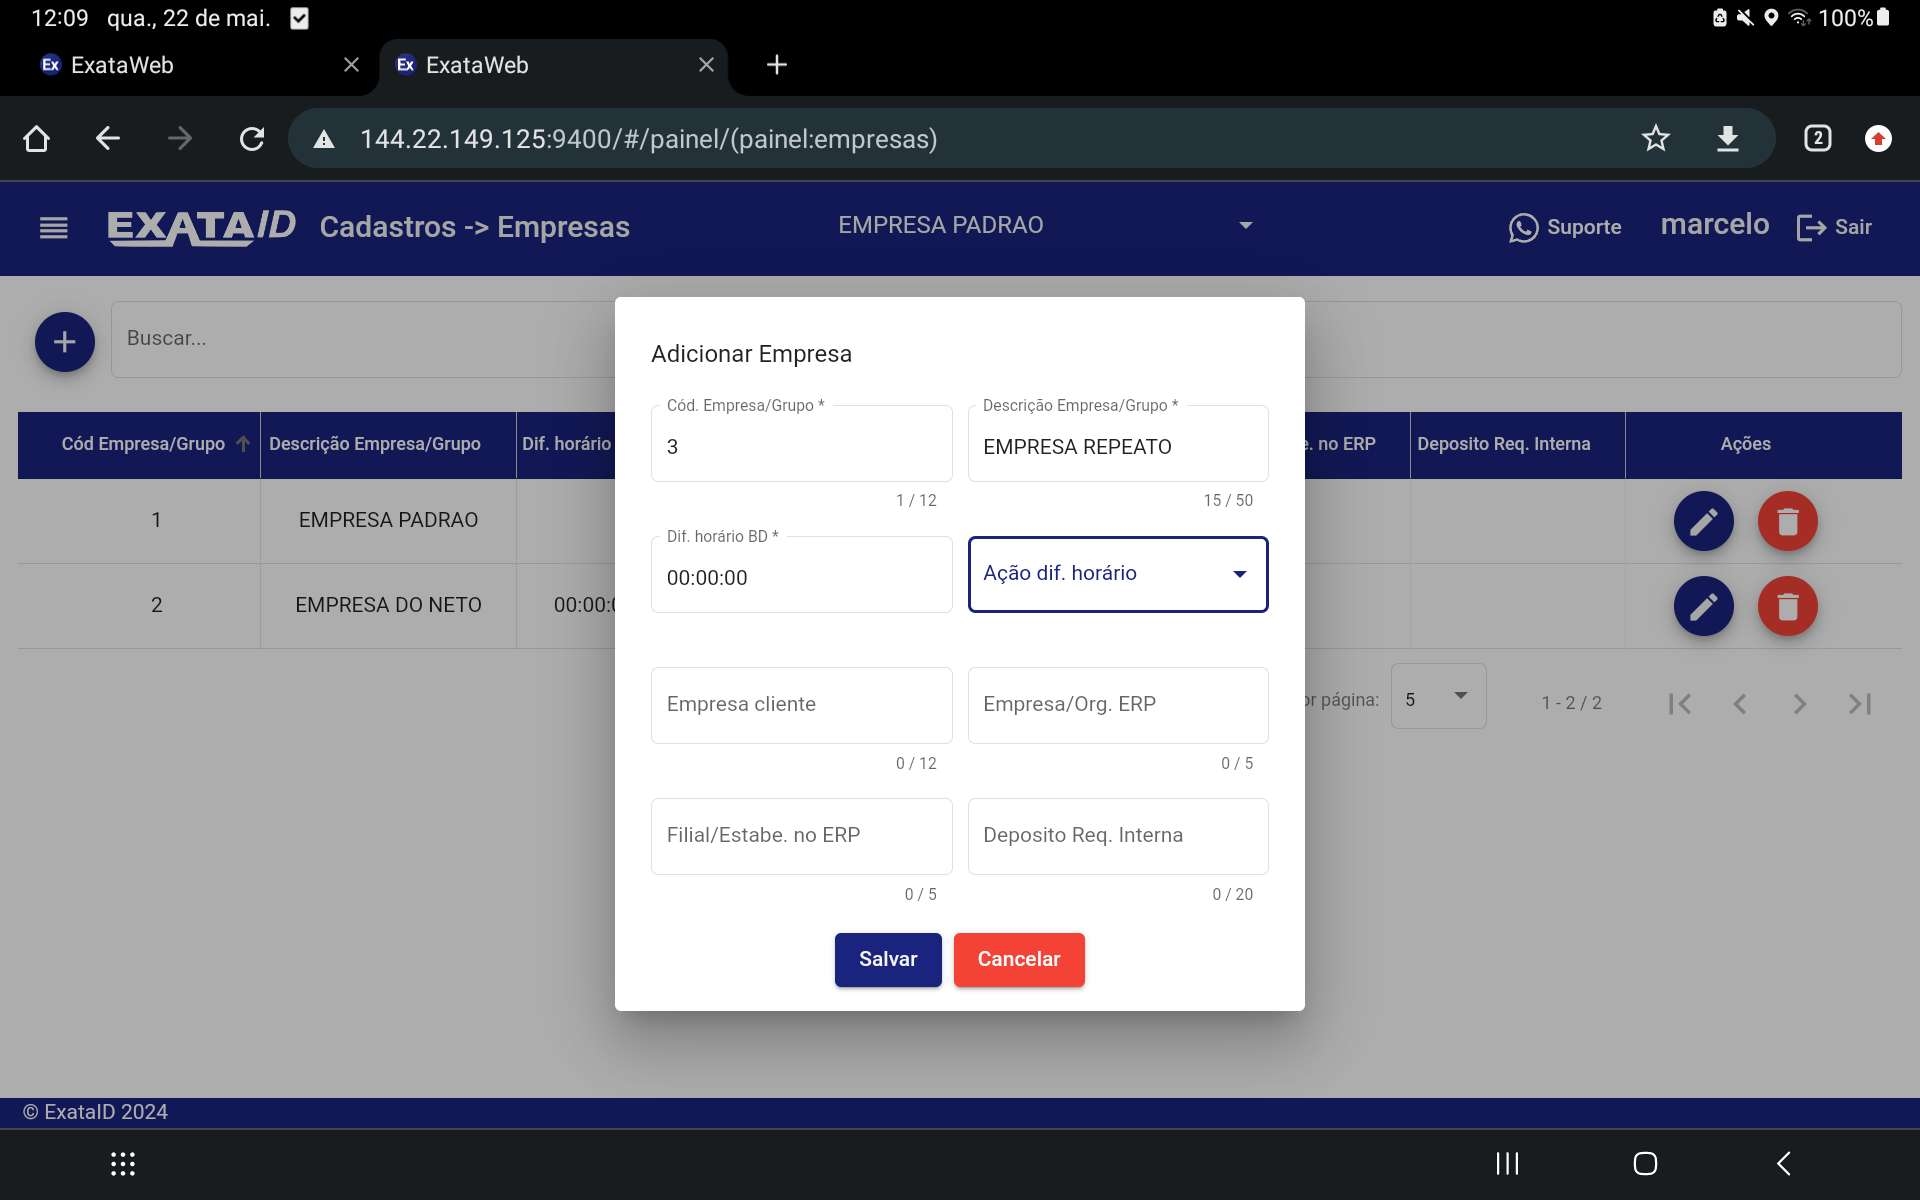 12:09 qua., 22 de mai. 100%
Ex ExataWeb Ex ExataWeb
144.22.149.125:9400/#/painel/(painel:empresas) 2
EXATAID Cadastros -> Empresas EMPRESA PADRAO Suporte marcelo Sair
Buscar...
Cód Empresa/Grupo Descrição Empresa/Grupo Dif. horário e. no ERP Deposito Req. Interna Ações
1 EMPRESA PADRAO
2 EMPRESA DO NETO 00:00:0
or página: 5 1 - 2 / 2
Adicionar Empresa
Cód. Empresa/Grupo * Descrição Empresa/Grupo *
3 EMPRESA REPEATO
1 / 12 15 / 50
Dif. horário BD *
00:00:00 Ação dif. horário
Empresa cliente Empresa/Org. ERP
0 / 12 0 / 5
Filial/Estabe. no ERP Deposito Req. Interna
0 / 5 0 / 20
Salvar Cancelar
© ExataID 2024